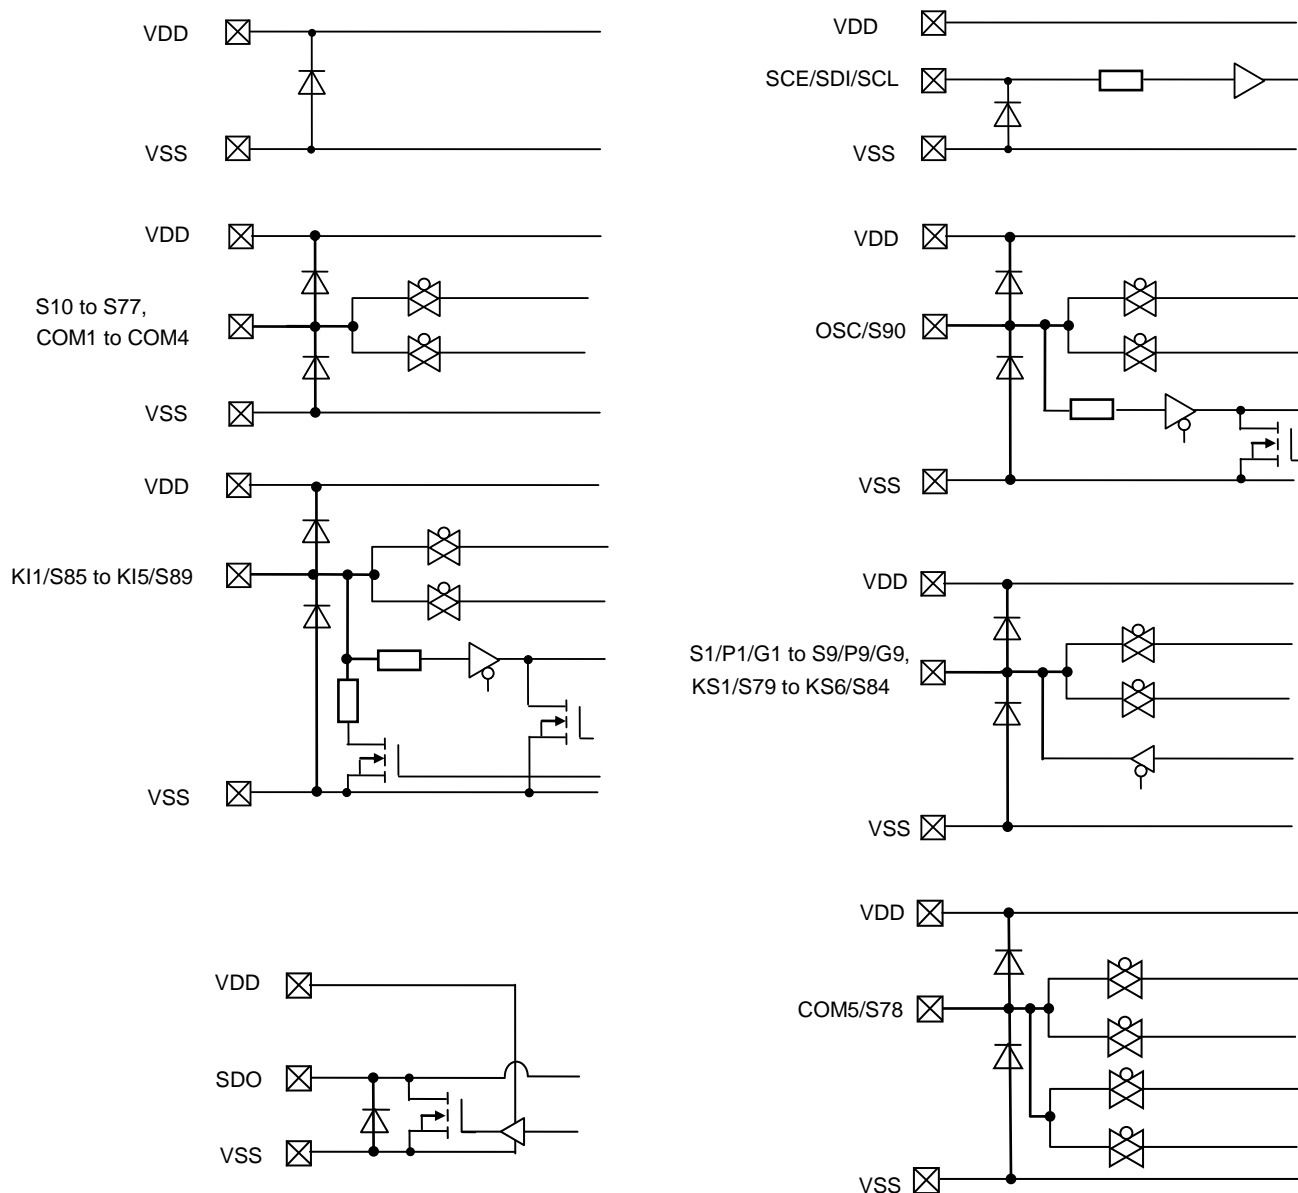 VDD
VSS
VDD
S10 to S77,
COM1 to COM4
VSS
VDD
KI1/S85 to KI5/S89
VSS
VDD
SDO
VSS
VDD
SCE/SDI/SCL
VSS
VDD
OSC/S90
VSS
VDD
S1/P1/G1 to S9/P9/G9,
KS1/S79 to KS6/S84
VSS
VDD
COM5/S78
VSS